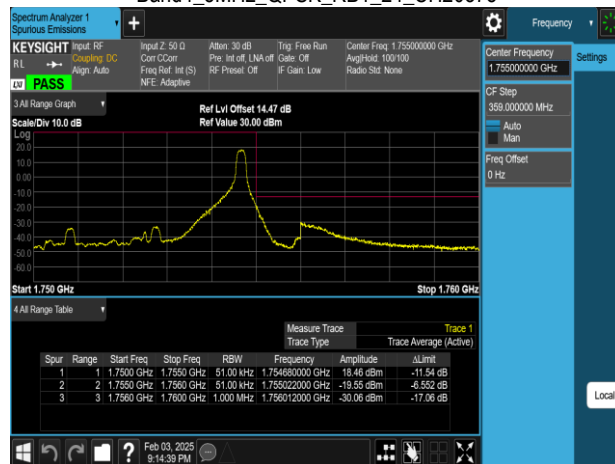 Spectrum Analyzer 1
Spurious Emissions
Frequency
KEYSIGHT
RL
LXI PASS
Input: RF
Coupling: DC
Align: Auto
Input Z: 50 Ω
Corr CCorr
Freq Ref: Int (S)
NFE: Adaptive
Atten: 30 dB
Pre: Int off, LNA off
RF Presel: Off
Trig: Free Run
Gate: Off
IF Gain: Low
Center Freq: 1.755000000 GHz
Avg|Hold: 100/100
Radio Std: None
Center Frequency
1.755000000 GHz
Settings
CF Step
359.000000 MHz
Auto
Man
Freq Offset
0 Hz
Local
3 All Range Graph
Scale/Div 10.0 dB
Ref Lvl Offset 14.47 dB
Ref Value 30.00 dBm
Log
20.0
10.0
0.00
-10.0
-20.0
-30.0
-40.0
-50.0
-60.0
Start 1.750 GHz
Stop 1.760 GHz
4 All Range Table
Measure Trace Trace 1
Trace Type Trace Average (Active)
Spur Range Start Freq Stop Freq RBW Frequency Amplitude ΔLimit
1 1 1.7500 GHz 1.7550 GHz 51.00 kHz 1.754680000 GHz 18.46 dBm -11.54 dB
2 2 1.7550 GHz 1.7560 GHz 51.00 kHz 1.755022000 GHz -19.55 dBm -6.552 dB
3 3 1.7560 GHz 1.7600 GHz 1.000 MHz 1.756012000 GHz -30.06 dBm -17.06 dB
Feb 03, 2025
9:14:39 PM